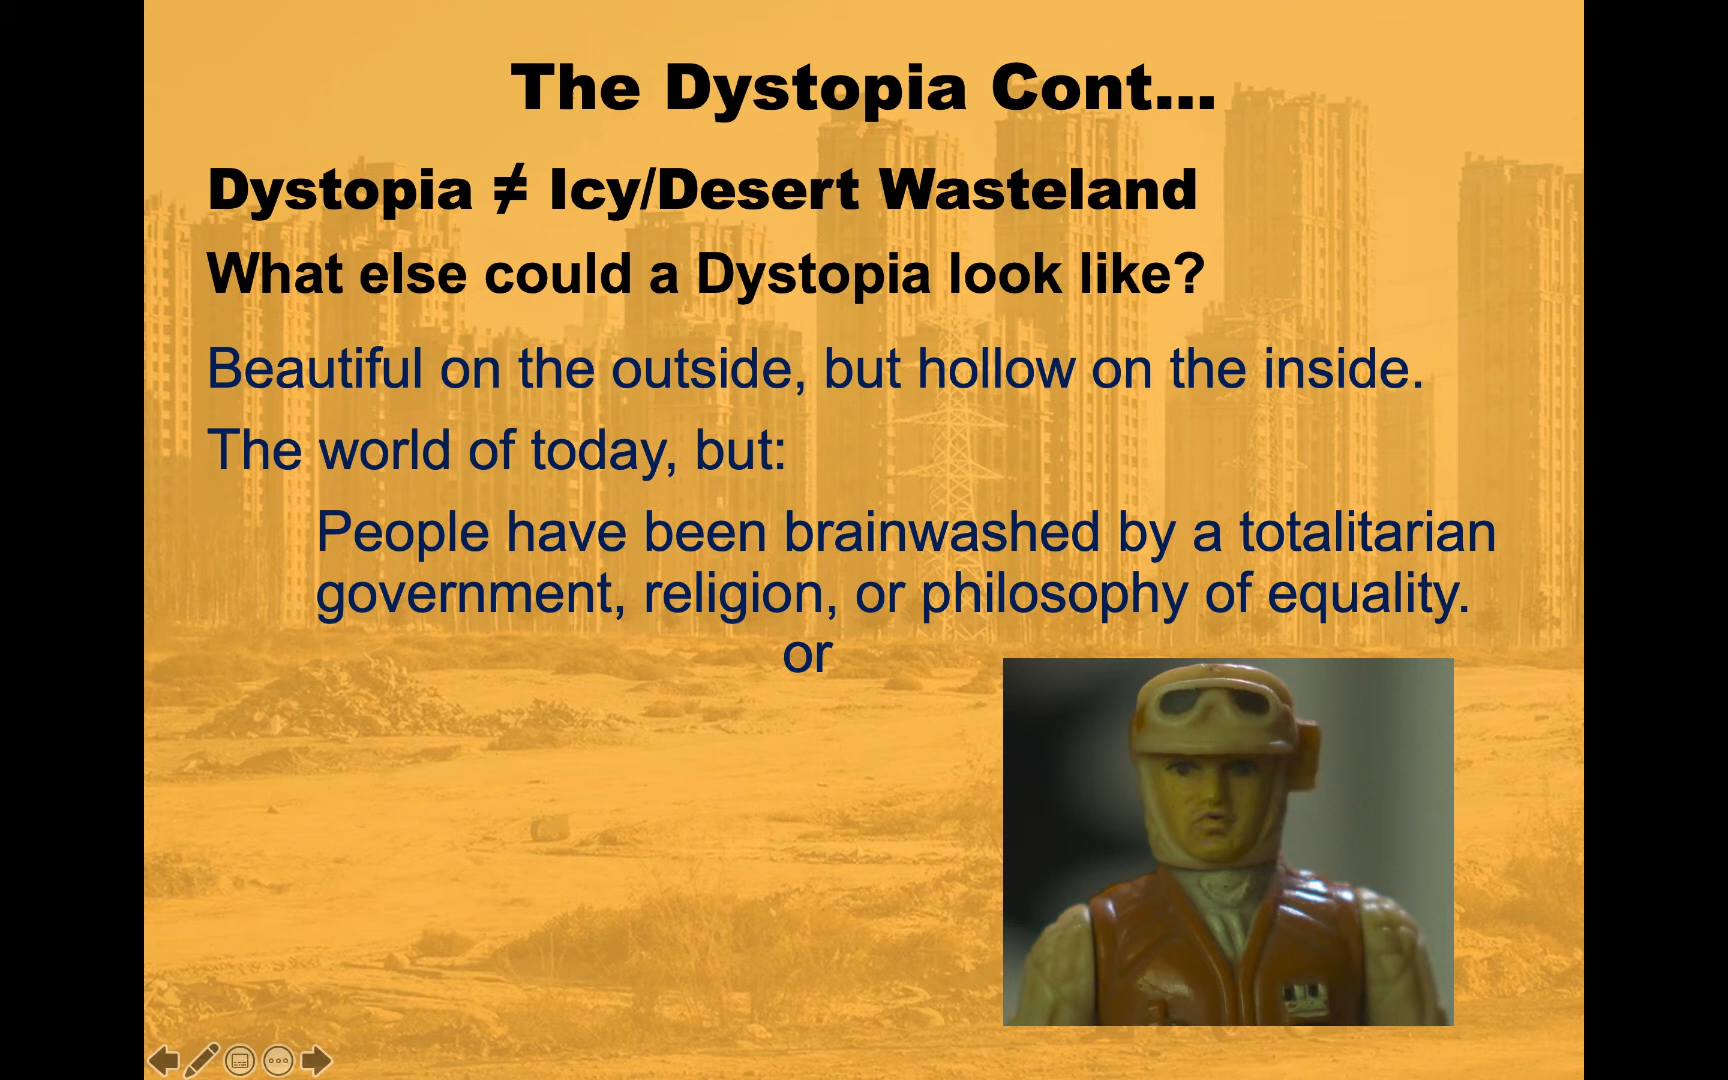 The Dystopia Cont...
Dystopia ≠ Icy/Desert Wasteland
What else could a Dystopia look like?
Beautiful on the outside, but hollow on the inside.
The world of today, but:
People have been brainwashed by a totalitarian
government, religion, or philosophy of equality.
or